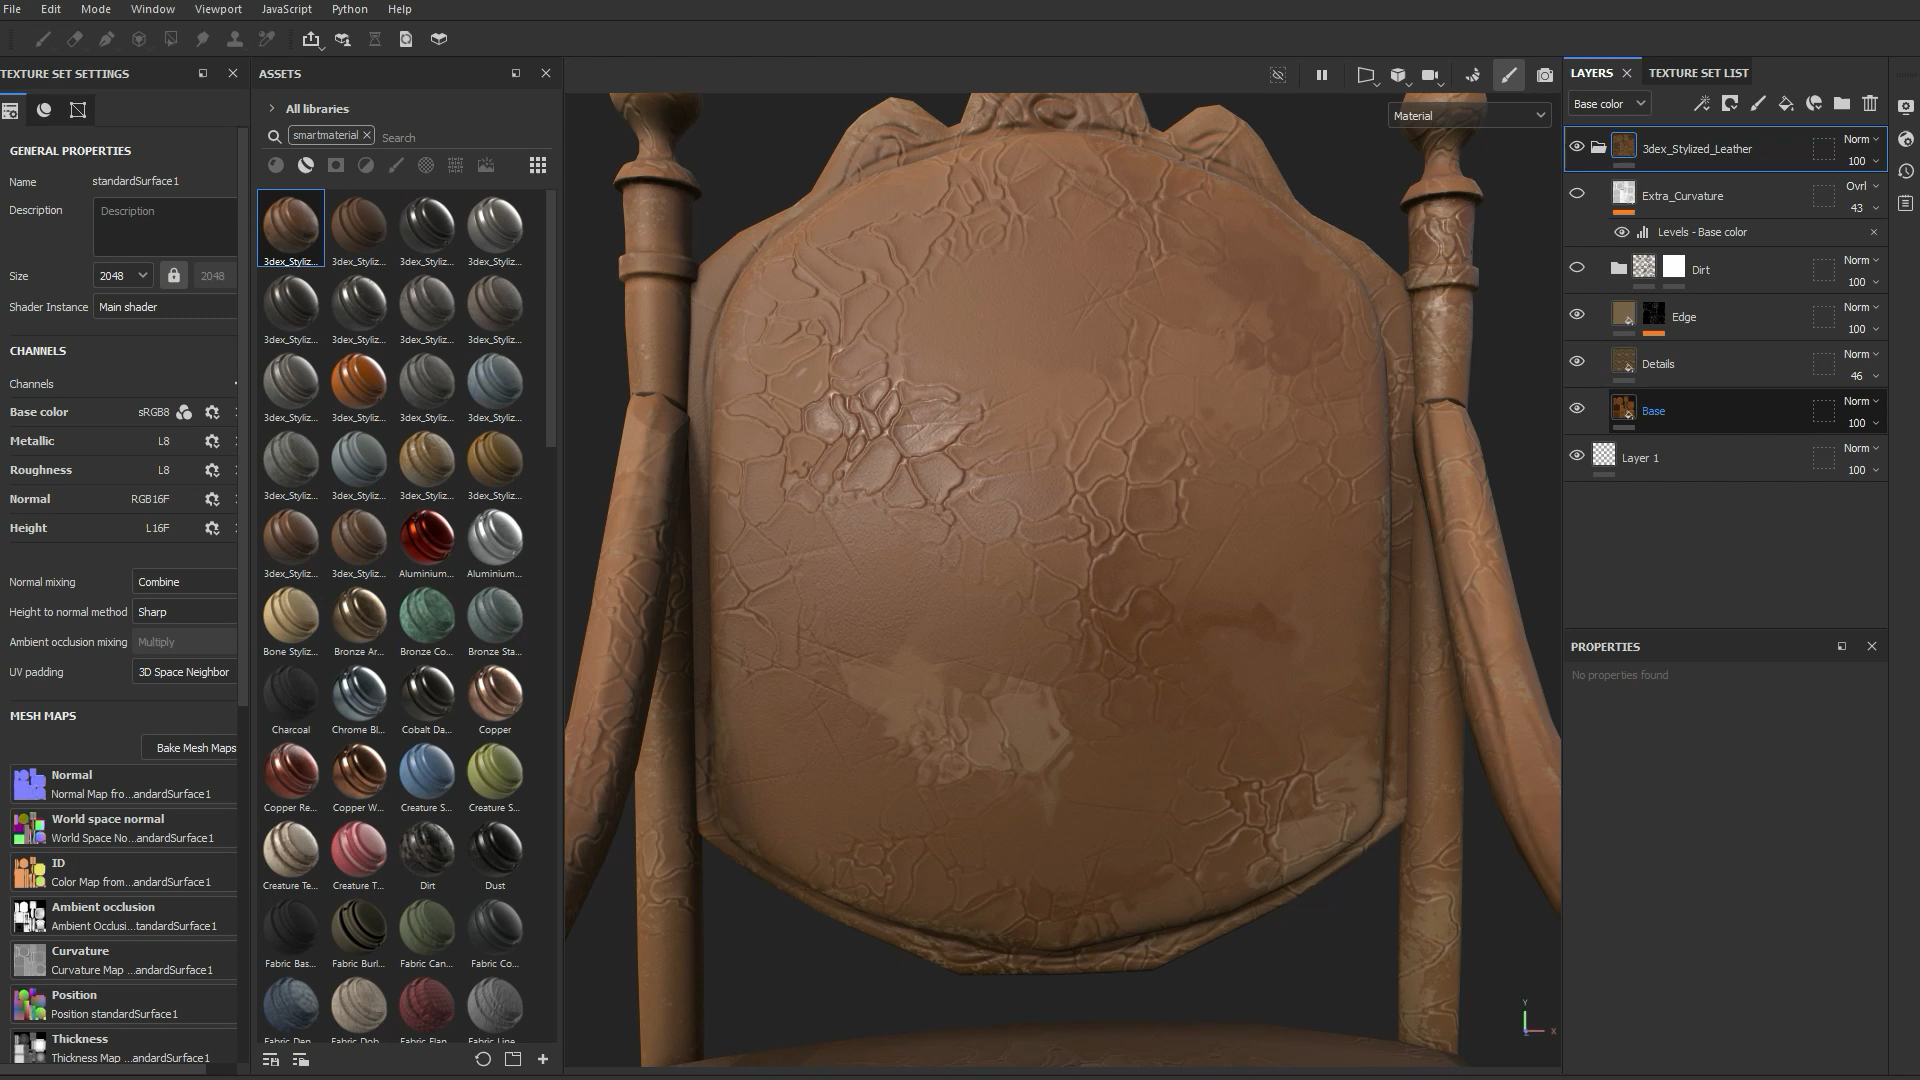 File Edit Mode Window Viewport JavaScript Python Help
TEXTURE SET SETTINGS
GENERAL PROPERTIES
Name standardSurface1
Description Description
Size 2048 2048
Shader Instance Main shader
CHANNELS
Channels
Base color sRGB8
Metallic L8
Roughness L8
Normal RGB16F
Height L16F
Normal mixing Combine
Height to normal method Sharp
Ambient occlusion mixing Multiply
UV padding 3D Space Neighbor
MESH MAPS
Bake Mesh Maps
Normal
Normal Map fro...andardSurface1
World space normal
World Space No...andardSurface1
ID
Color Map from...andardSurface1
Ambient occlusion
Ambient Occlusi...tandardSurface1
Curvature
Curvature Map ...andardSurface1
Position
Position standardSurface1
Thickness
Thickness Map ...andardSurface1
ASSETS
All libraries
smartmaterial Search
3dex_Styliz... 3dex_Styliz... 3dex_Styliz... 3dex_Styliz...
3dex_Styliz... 3dex_Styliz... 3dex_Styliz... 3dex_Styliz...
3dex_Styliz... 3dex_Styliz... 3dex_Styliz... 3dex_Styliz...
3dex_Styliz... 3dex_Styliz... 3dex_Styliz... 3dex_Styliz...
3dex_Styliz... 3dex_Styliz... Aluminium... Aluminium...
Bone Styliz... Bronze Ar... Bronze Co... Bronze Sta...
Charcoal Chrome Bl... Cobalt Da... Copper
Copper Re... Copper W... Creature S... Creature S...
Creature Te... Creature T... Dirt Dust
Fabric Bas... Fabric Burl... Fabric Can... Fabric Co...
Fabric Den... Fabric Dob... Fabric Flan... Fabric Line...
Material
Y
X
LAYERS TEXTURE SET LIST
Base color
3dex_Stylized_Leather Norm
100
Extra_Curvature Ovrl
43
Levels - Base color
Dirt Norm
100
Edge Norm
100
Details Norm
46
Base Norm
100
Layer 1 Norm
100
PROPERTIES
No properties found